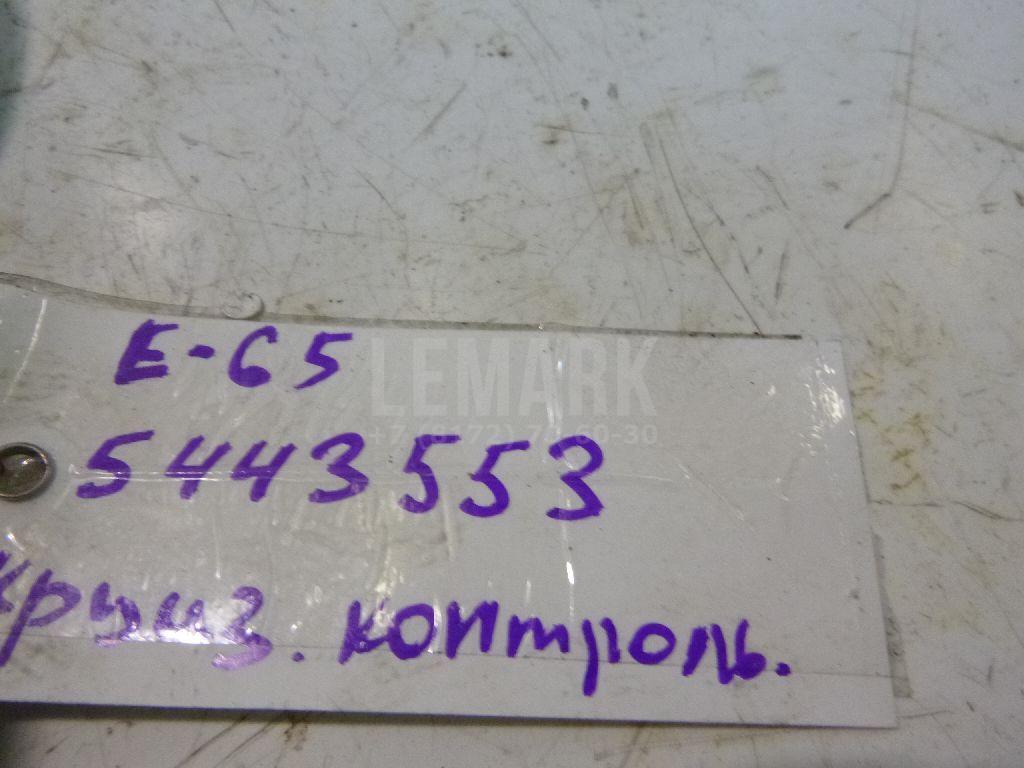 E-65
LEMARK
5443553
круиз. контроль.